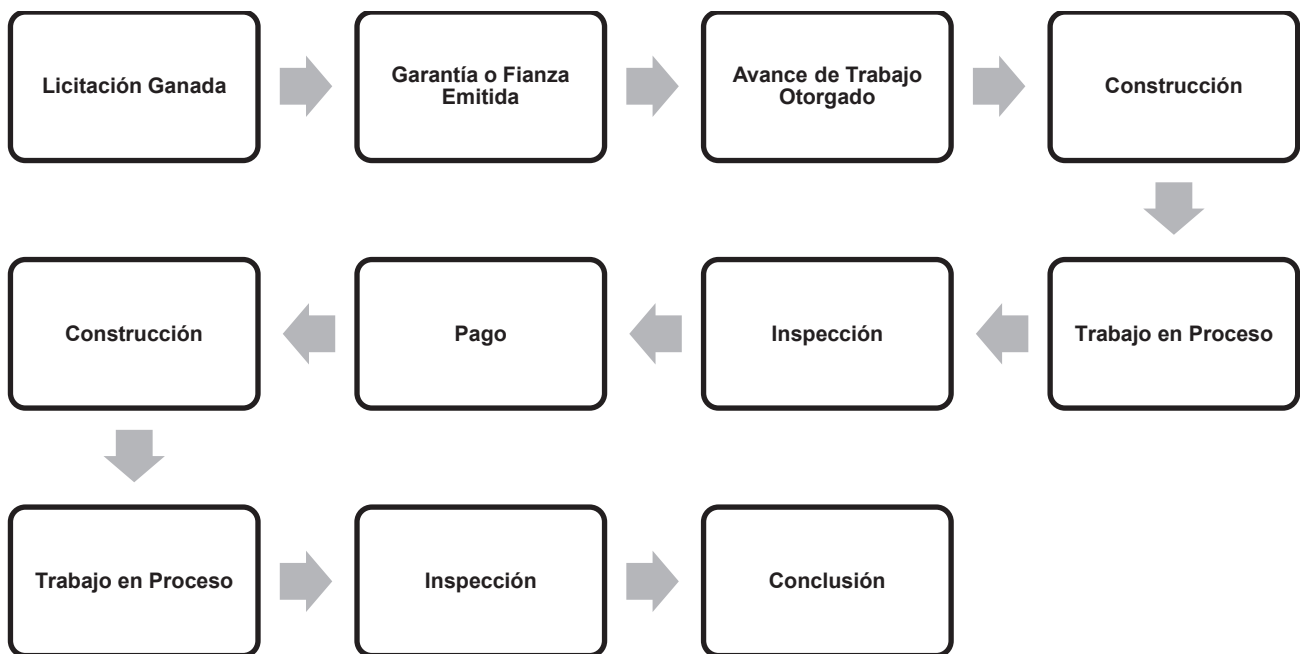 Licitación Ganada
Garantía o Fianza
Emitida
Avance de Trabajo
Otorgado
Construcción
Trabajo en Proceso
Inspección
Pago
Construcción
Trabajo en Proceso
Inspección
Conclusión